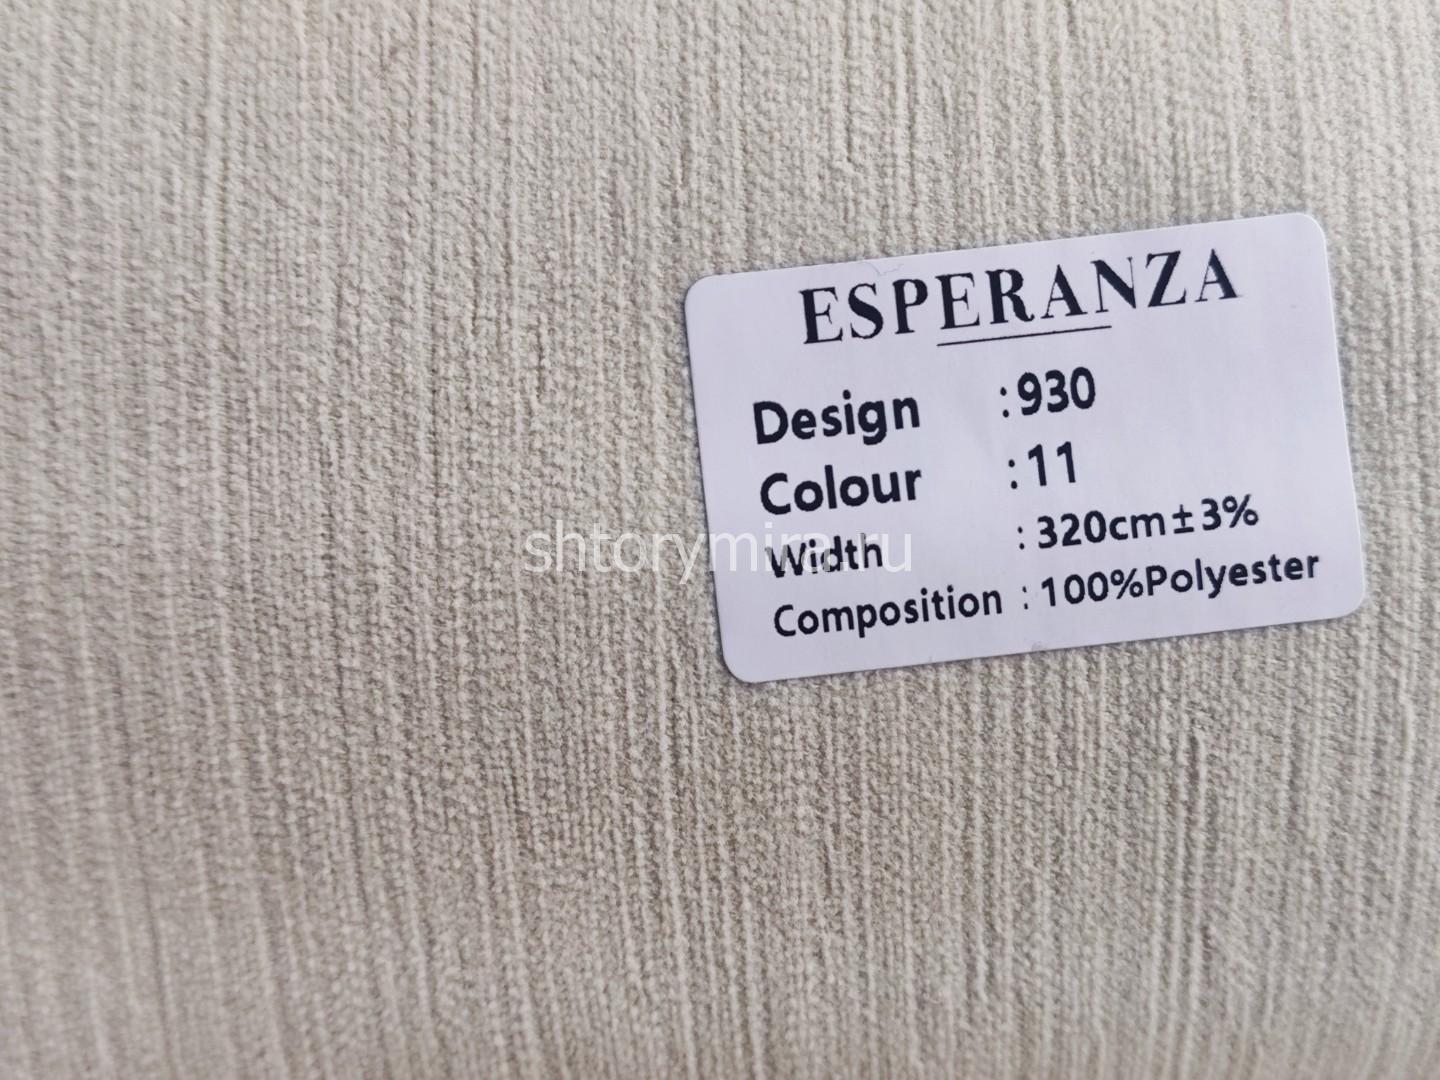 ESPERANZA
Design :930
Colour :11
Width : 320cm±3%
Composition : 100%Polyester
shtorymira.ru